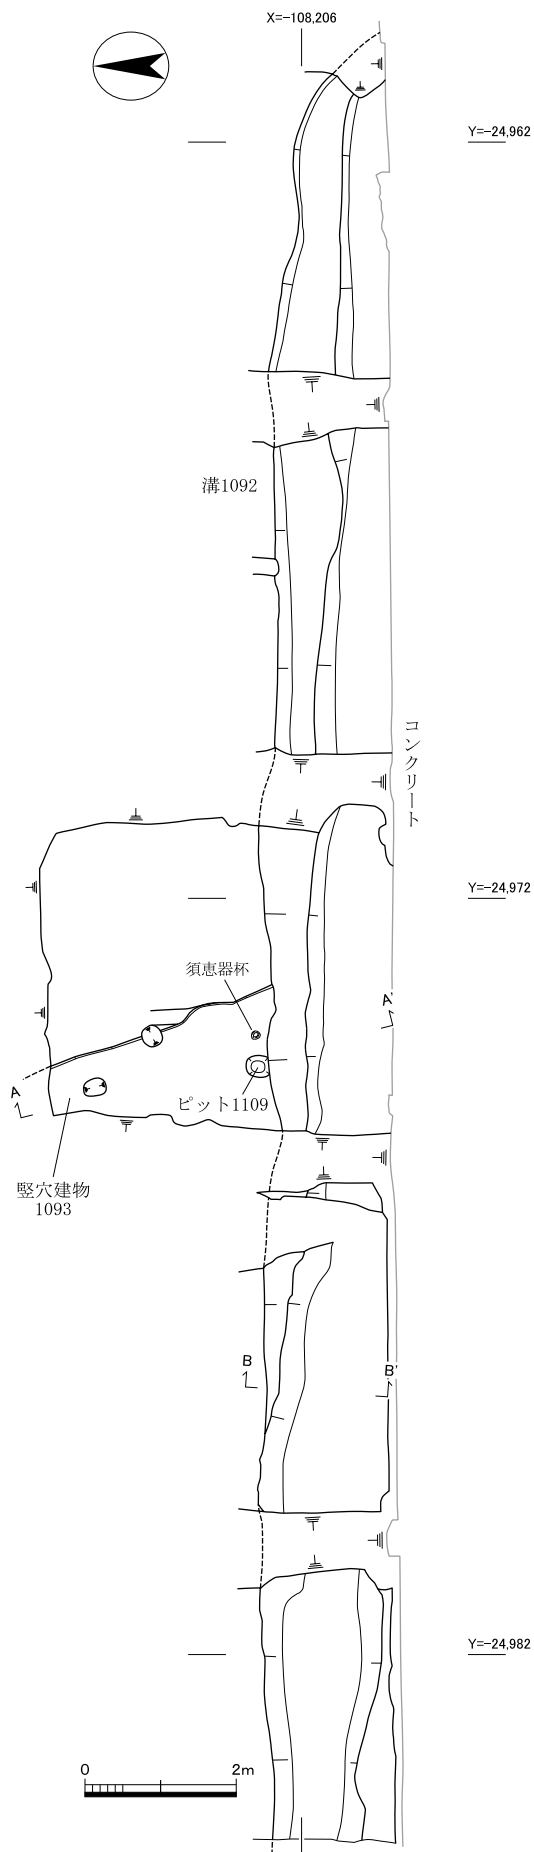 X=-108,206
Y=-24,962
溝1092
コンクリート
Y=-24,972
須恵器杯
A'
A
ピット1109
竪穴建物
1093
B
B'
Y=-24,982
0
2m